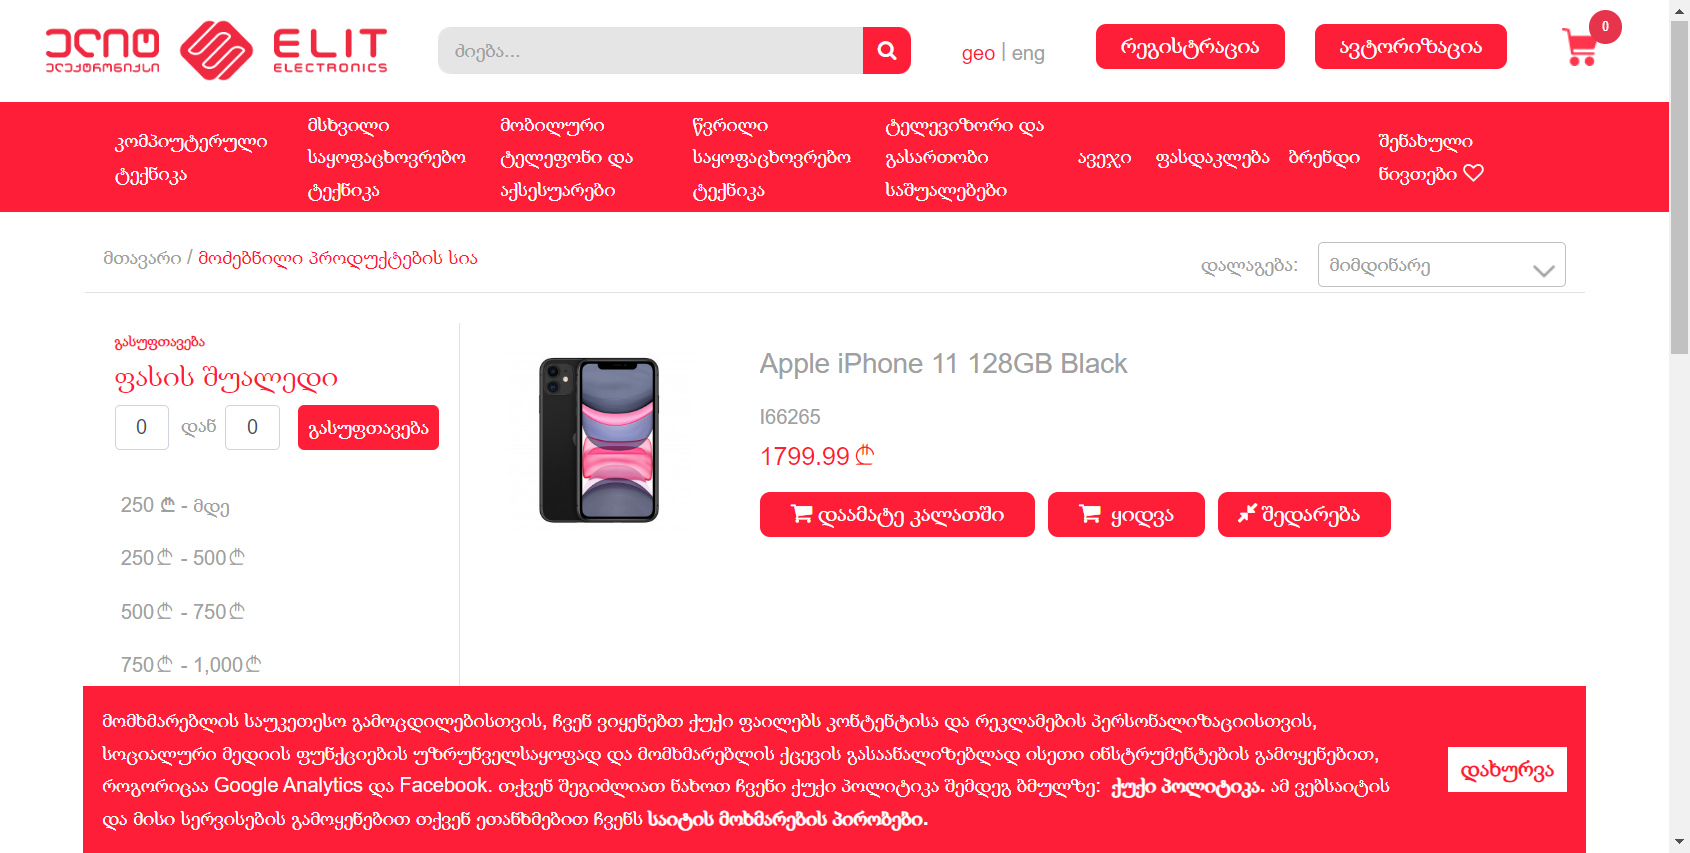 ელიტ
ელექტრონიქსი
ELIT
ELECTRONICS
ძიება...
geo | eng
რეგისტრაცია
ავტორიზაცია
0
კომპიუტერული
ტექნიკა
მსხვილი
საყოფაცხოვრებო
ტექნიკა
მობილური
ტელეფონი და
აქსესუარები
წვრილი
საყოფაცხოვრებო
ტექნიკა
ტელევიზორი და
გასართობი
საშუალებები
ავეჯი
ფასდაკლება
ბრენდი
შენახული
ნივთები
მთავარი / მოძებნილი პროდუქტების სია
დალაგება:
მიმდინარე
გასუფთავება
ფასის შუალედი
0 დან 0 გასუფთავება
250 ₾ - მდე
250₾ - 500₾
500₾ - 750₾
750₾ - 1,000₾
Apple iPhone 11 128GB Black
I66265
1799.99₾
დაამატე კალათში
ყიდვა
შედარება
მომხმარებლის საუკეთესო გამოცდილებისთვის, ჩვენ ვიყენებთ ქუქი ფაილებს კონტენტისა და რეკლამების პერსონალიზაციისთვის,
სოციალური მედიის ფუნქციების უზრუნველსაყოფად და მომხმარებლის ქცევის გასაანალიზებლად ისეთი ინსტრუმენტების გამოყენებით,
როგორიცაა Google Analytics და Facebook. თქვენ შეგიძლიათ ნახოთ ჩვენი ქუქი პოლიტიკა შემდეგ ბმულზე: ქუქი პოლიტიკა. ამ ვებსაიტის
და მისი სერვისების გამოყენებით თქვენ ეთანხმებით ჩვენს საიტის მოხმარების პირობები.
დახურვა